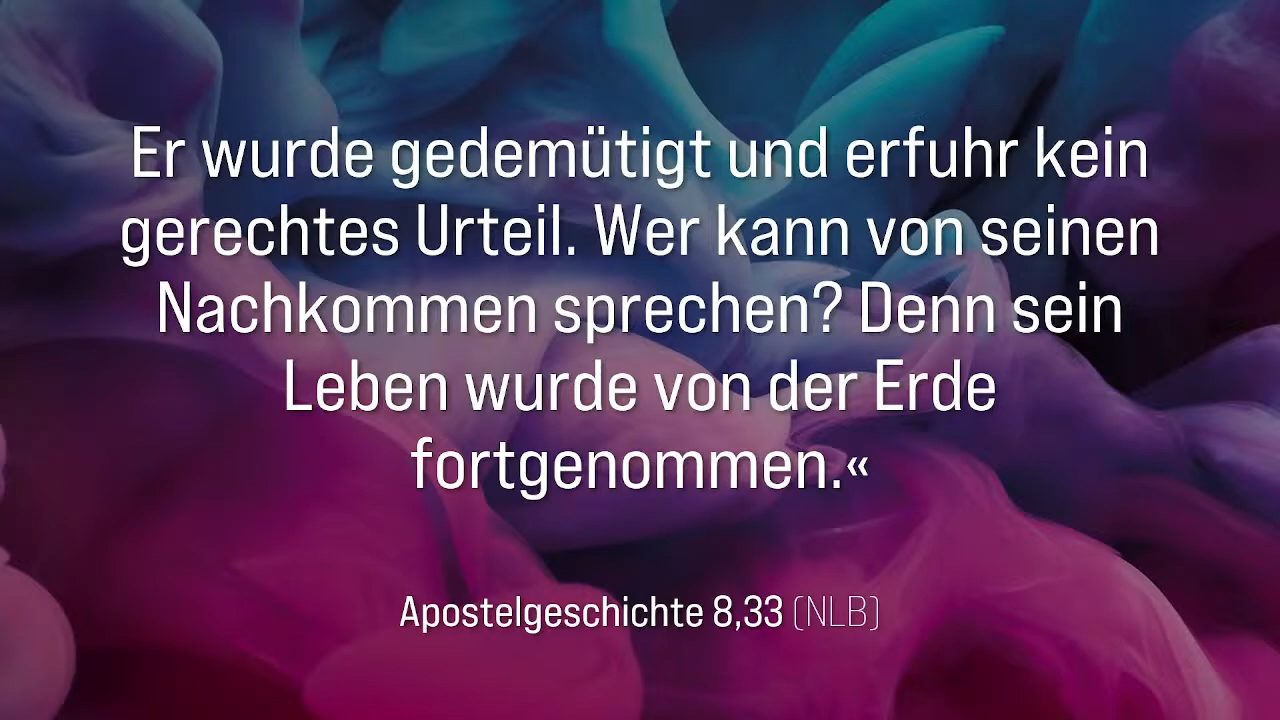 Er wurde gedemütigt und erfuhr kein
gerechtes Urteil. Wer kann von seinen
Nachkommen sprechen? Denn sein
Leben wurde von der Erde
fortgenommen.«
Apostelgeschichte 8,33 (NLB)